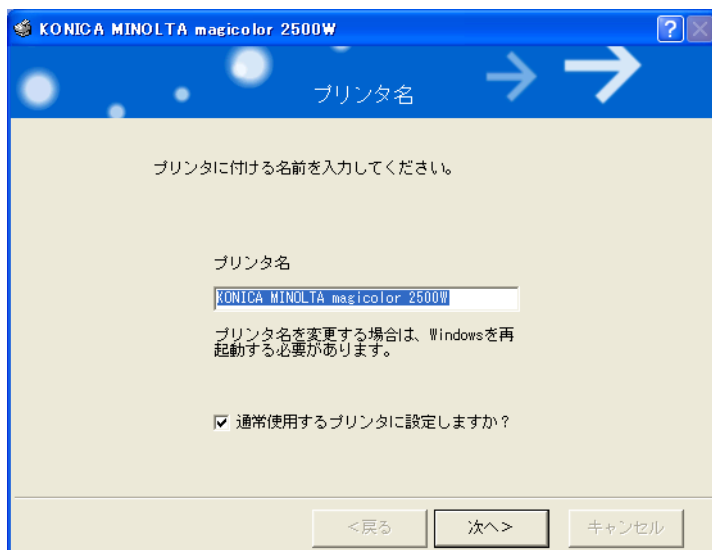 KONICA MINOLTA magicolor 2500W
プリンタ名
プリンタに付ける名前を入力してください。
プリンタ名
KONICA MINOLTA magicolor 2500W
プリンタ名を変更する場合は、Windowsを再
起動する必要があります。
通常使用するプリンタに設定しますか？
<戻る
次へ>
キャンセル